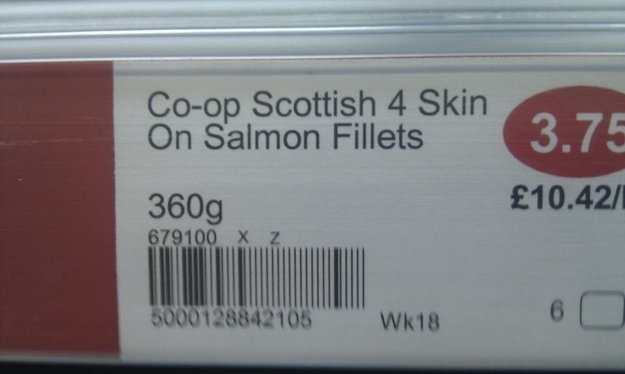 Co-op Scottish 4 Skin
On Salmon Fillets
3.75
£10.42/
360g
679100 X Z
5000128842105
Wk18
6